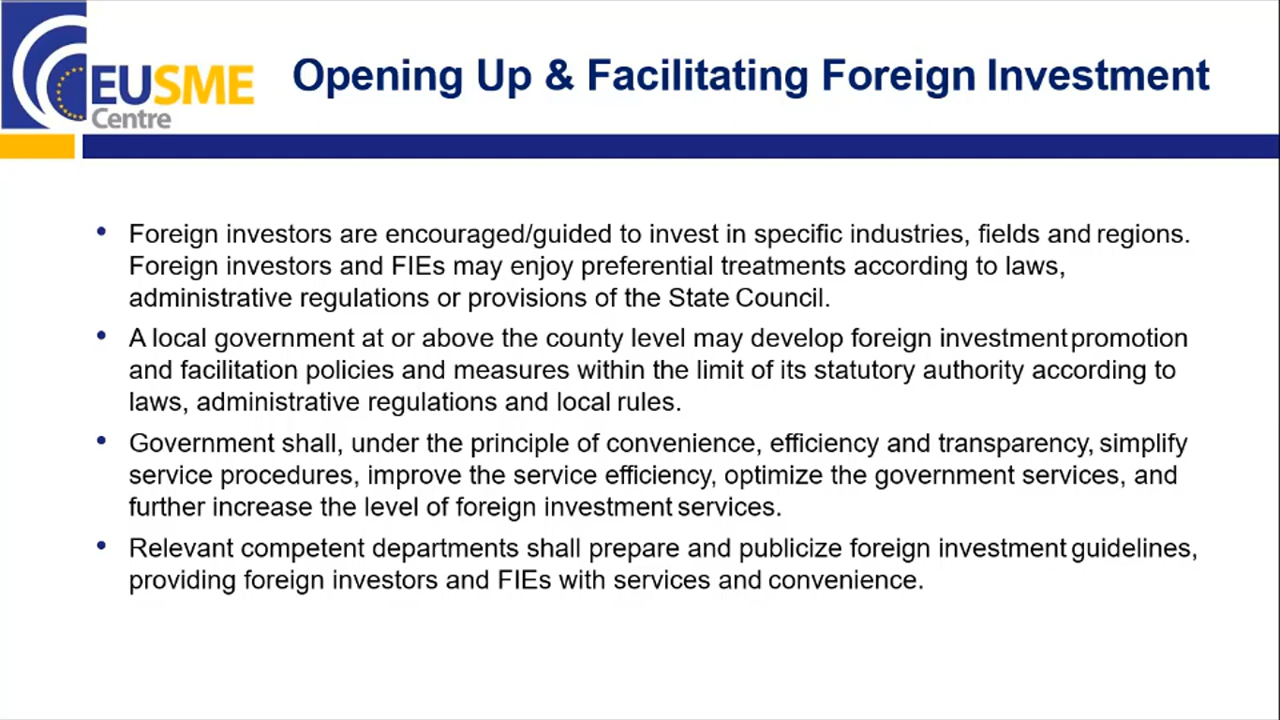 EUSME
Centre
Opening Up & Facilitating Foreign Investment
• Foreign investors are encouraged/guided to invest in specific industries, fields and regions.
Foreign investors and FIEs may enjoy preferential treatments according to laws,
administrative regulations or provisions of the State Council.
• A local government at or above the county level may develop foreign investment promotion
and facilitation policies and measures within the limit of its statutory authority according to
laws, administrative regulations and local rules.
• Government shall, under the principle of convenience, efficiency and transparency, simplify
service procedures, improve the service efficiency, optimize the government services, and
further increase the level of foreign investment services.
• Relevant competent departments shall prepare and publicize foreign investment guidelines,
providing foreign investors and FIEs with services and convenience.